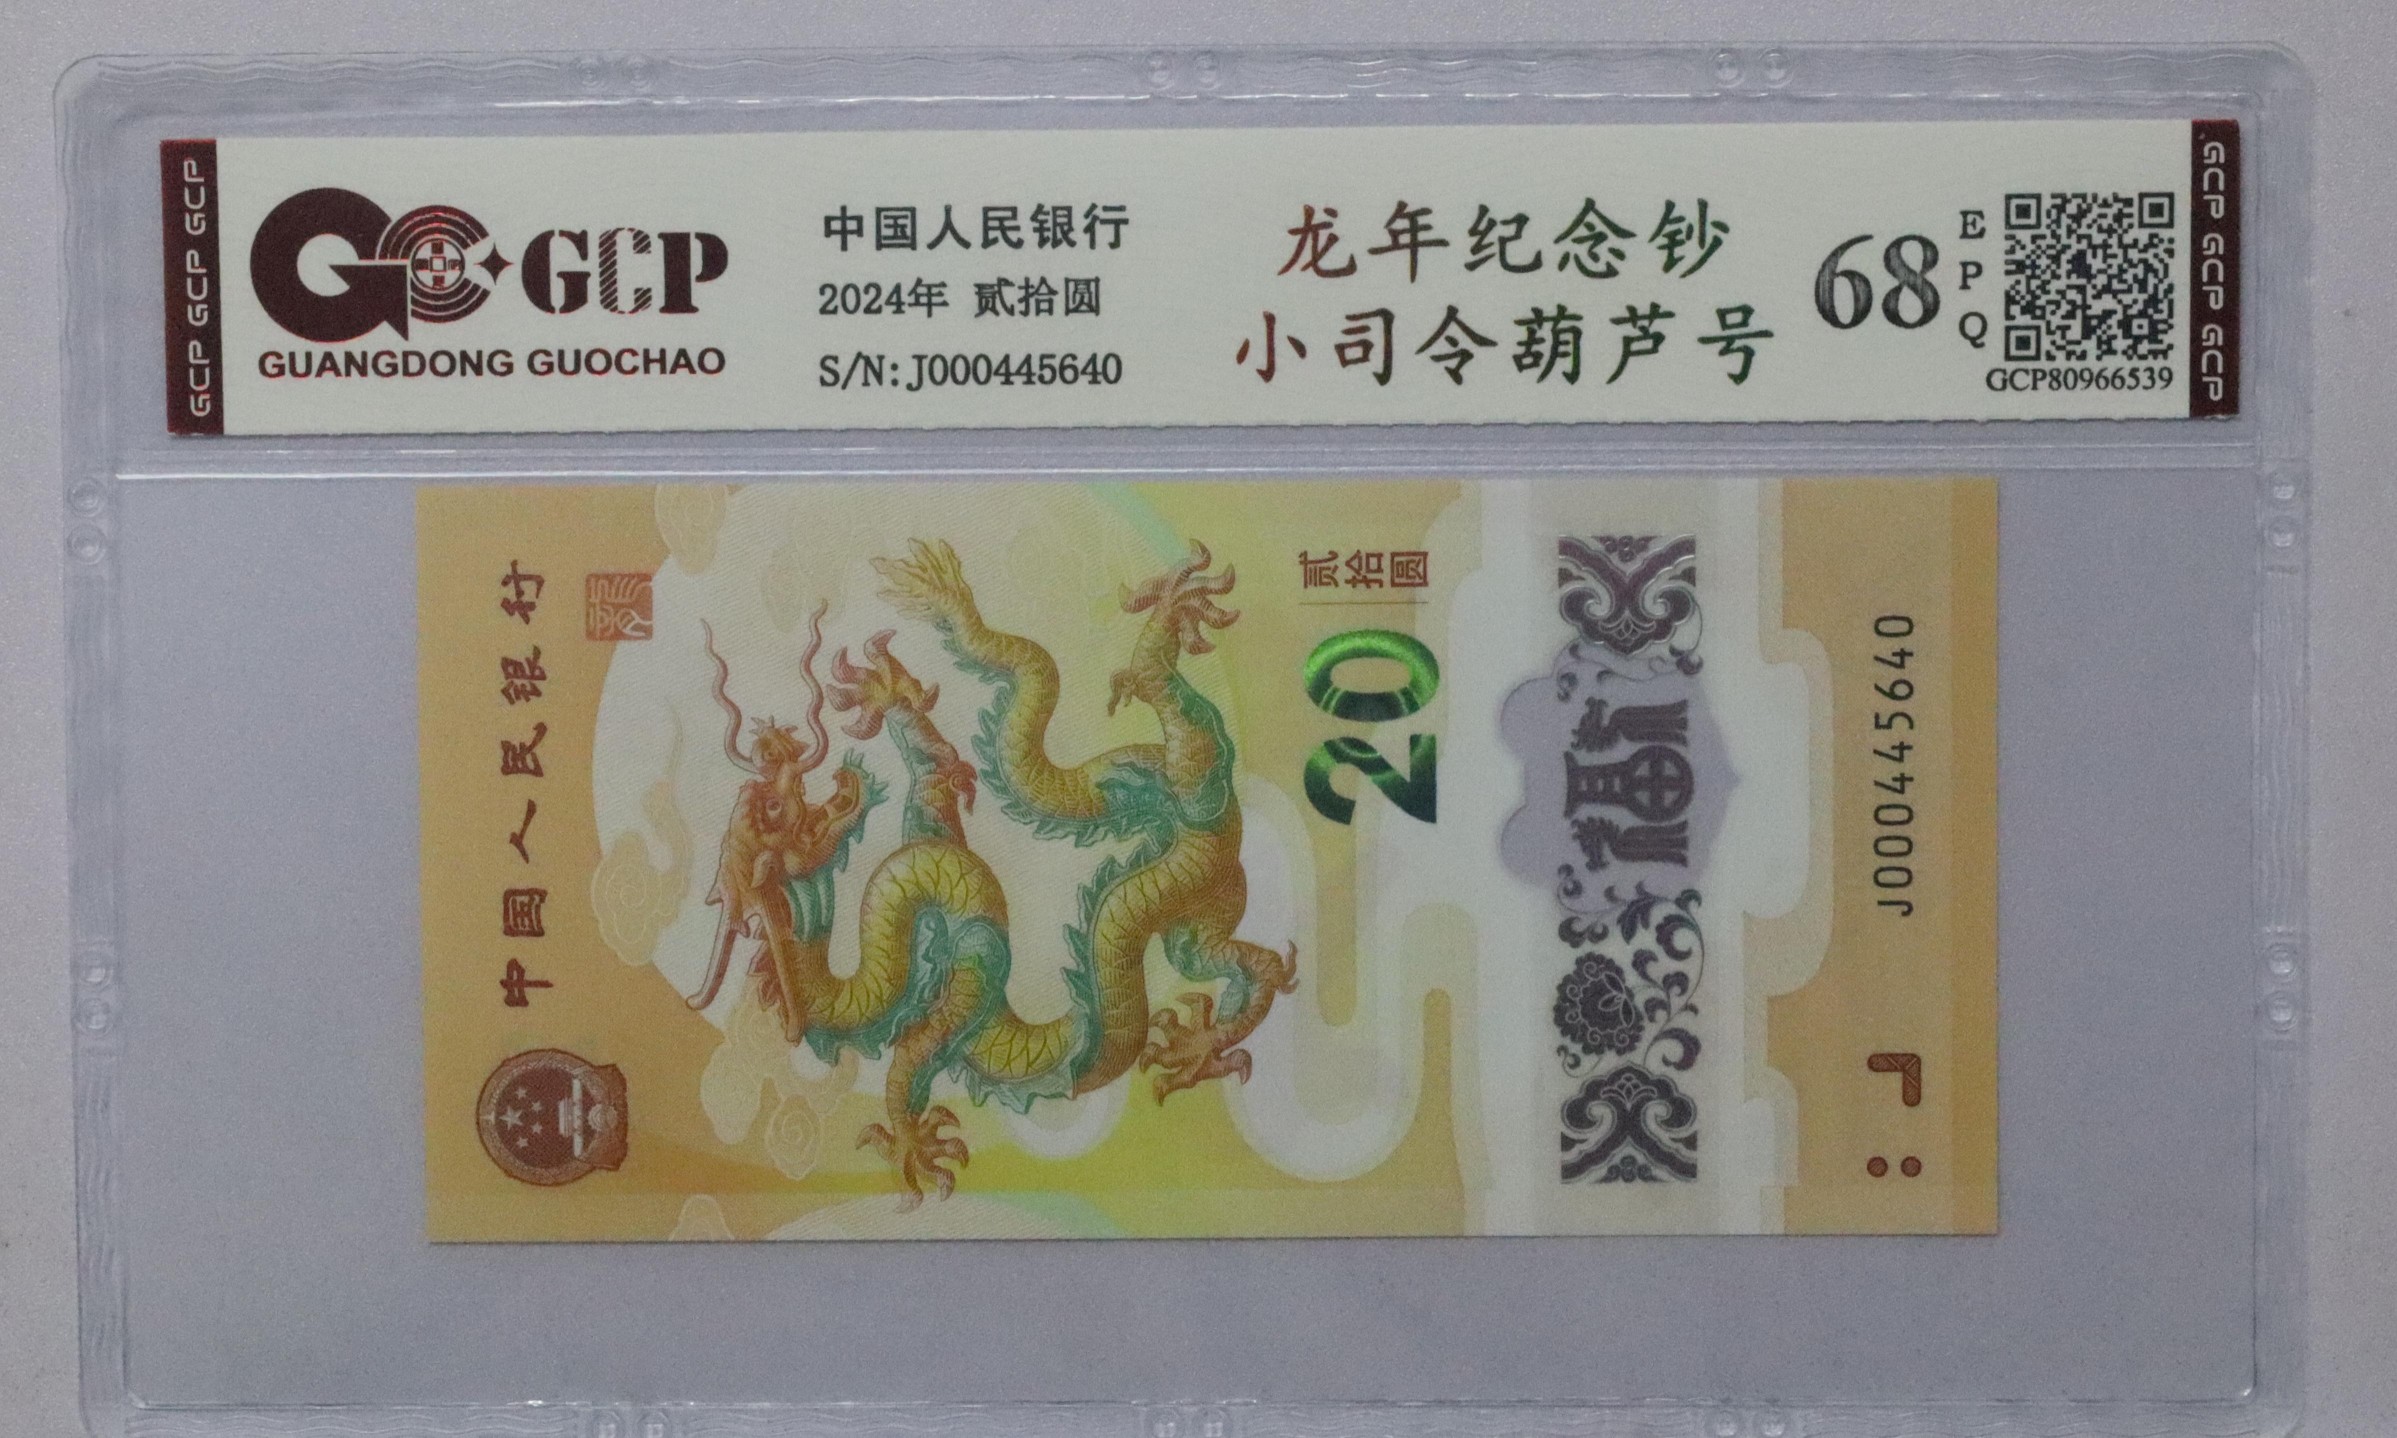 GCP GCP GCP
GCP
GUANGDONG GUOCHAO
中国人民银行
2024年 贰拾圆
S/N:J000445640
龙年纪念钞
小司令葫芦号
68
EPQ
GCP80966539
GCP GCP GCP
中国人民银行
贰拾圆
20
福
J000445640